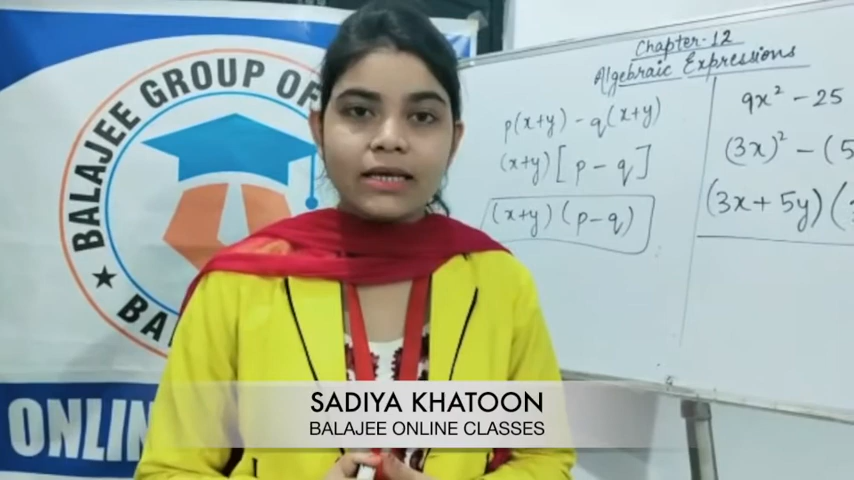 BALAJEE GROUP OF
BA
ONLIN
Chapter-12
Algebraic Expressions
p(x+y) - q(x+y)
(x+y) [p - q]
(x+y) (p-q)
9x² - 25
(3x)² - (5
(3x + 5y) (
SADIYA KHATOON
BALAJEE ONLINE CLASSES